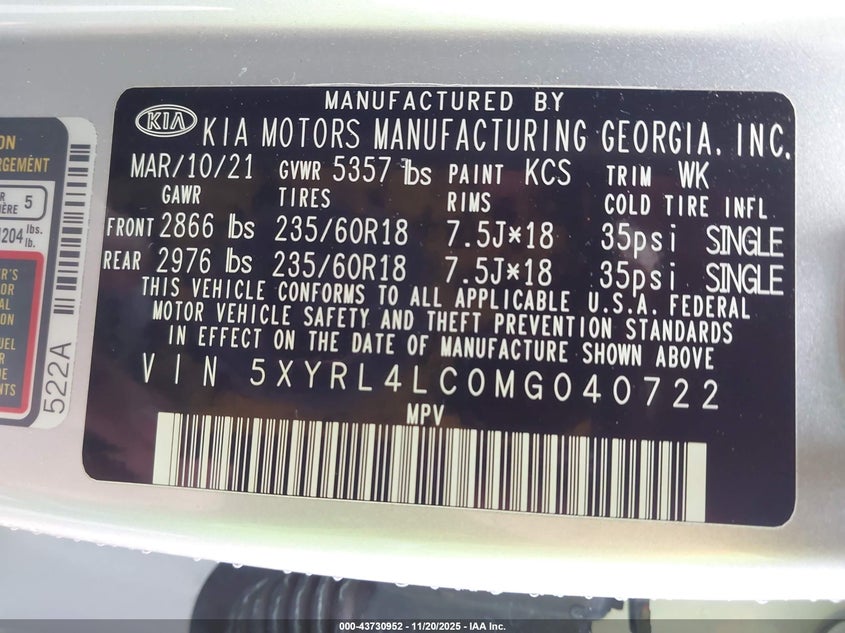 MANUFACTURED BY
KIA KIA MOTORS MANUFACTURING GEORGIA, INC.
MAR/10/21 GVWR 5357 lbs PAINT KCS TRIM WK
GAWR TIRES RIMS COLD TIRE INFL
FRONT 2866 lbs 235/60R18 7.5J*18 35psi SINGLE
REAR 2976 lbs 235/60R18 7.5J*18 35psi SINGLE
THIS VEHICLE CONFORMS TO ALL APPLICABLE U.S.A. FEDERAL
MOTOR VEHICLE SAFETY AND THEFT PREVENTION STANDARDS
IN EFFECT ON THE DATE OF MANUFACTURE SHOWN ABOVE
VIN 5XYRL4LC0MG040722
MPV
5
lbs.
lb.
522A
000-43730952 - 11/20/2025 - IAA Inc.